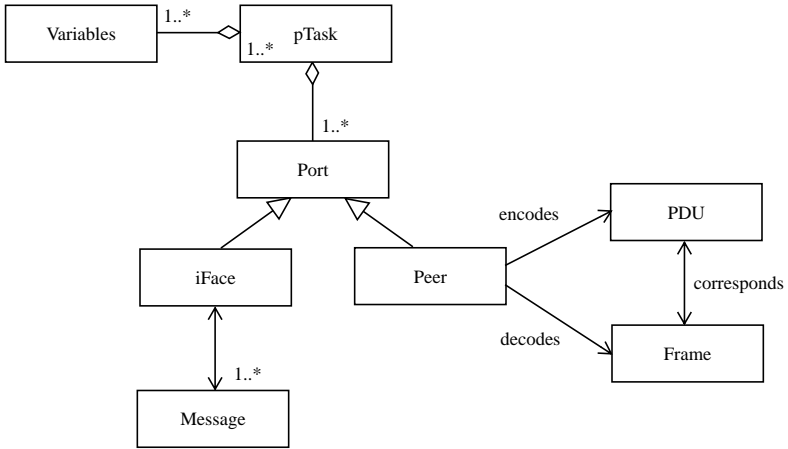 1..*
Variables
pTask
1..*
1..*
Port
encodes
PDU
iFace
Peer
corresponds
decodes
Frame
1..*
Message